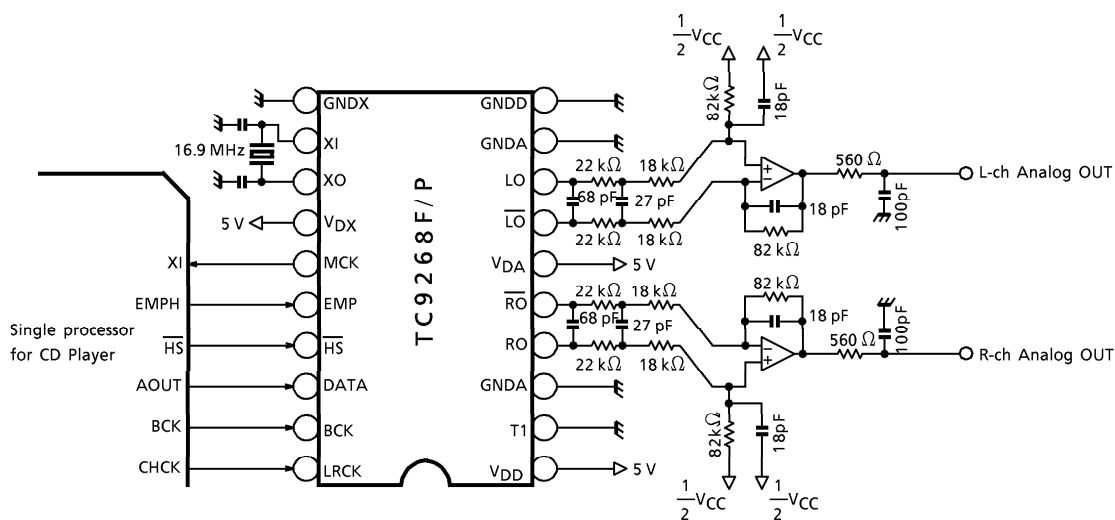 1/2 VCC
1/2 VCC
82kΩ
18pF
GNDX
GNDD
16.9 MHz
XI
GNDA
XO
LO
22 kΩ
18 kΩ
68 pF
27 pF
560 Ω
L-ch Analog OUT
100pF
18 pF
5 V
VDX
LO
22 kΩ
18 kΩ
82 kΩ
TC9268F/P
XI
MCK
VDA
5 V
EMPH
EMP
RO
22 kΩ
18 kΩ
82 kΩ
68 pF
27 pF
18 pF
100pF
Single processor
for CD Player
HS
HS
RO
22 kΩ
18 kΩ
560 Ω
R-ch Analog OUT
AOUT
DATA
GNDA
BCK
BCK
T1
82kΩ
18pF
CHCK
LRCK
VDD
5 V
1/2 VCC
1/2 VCC